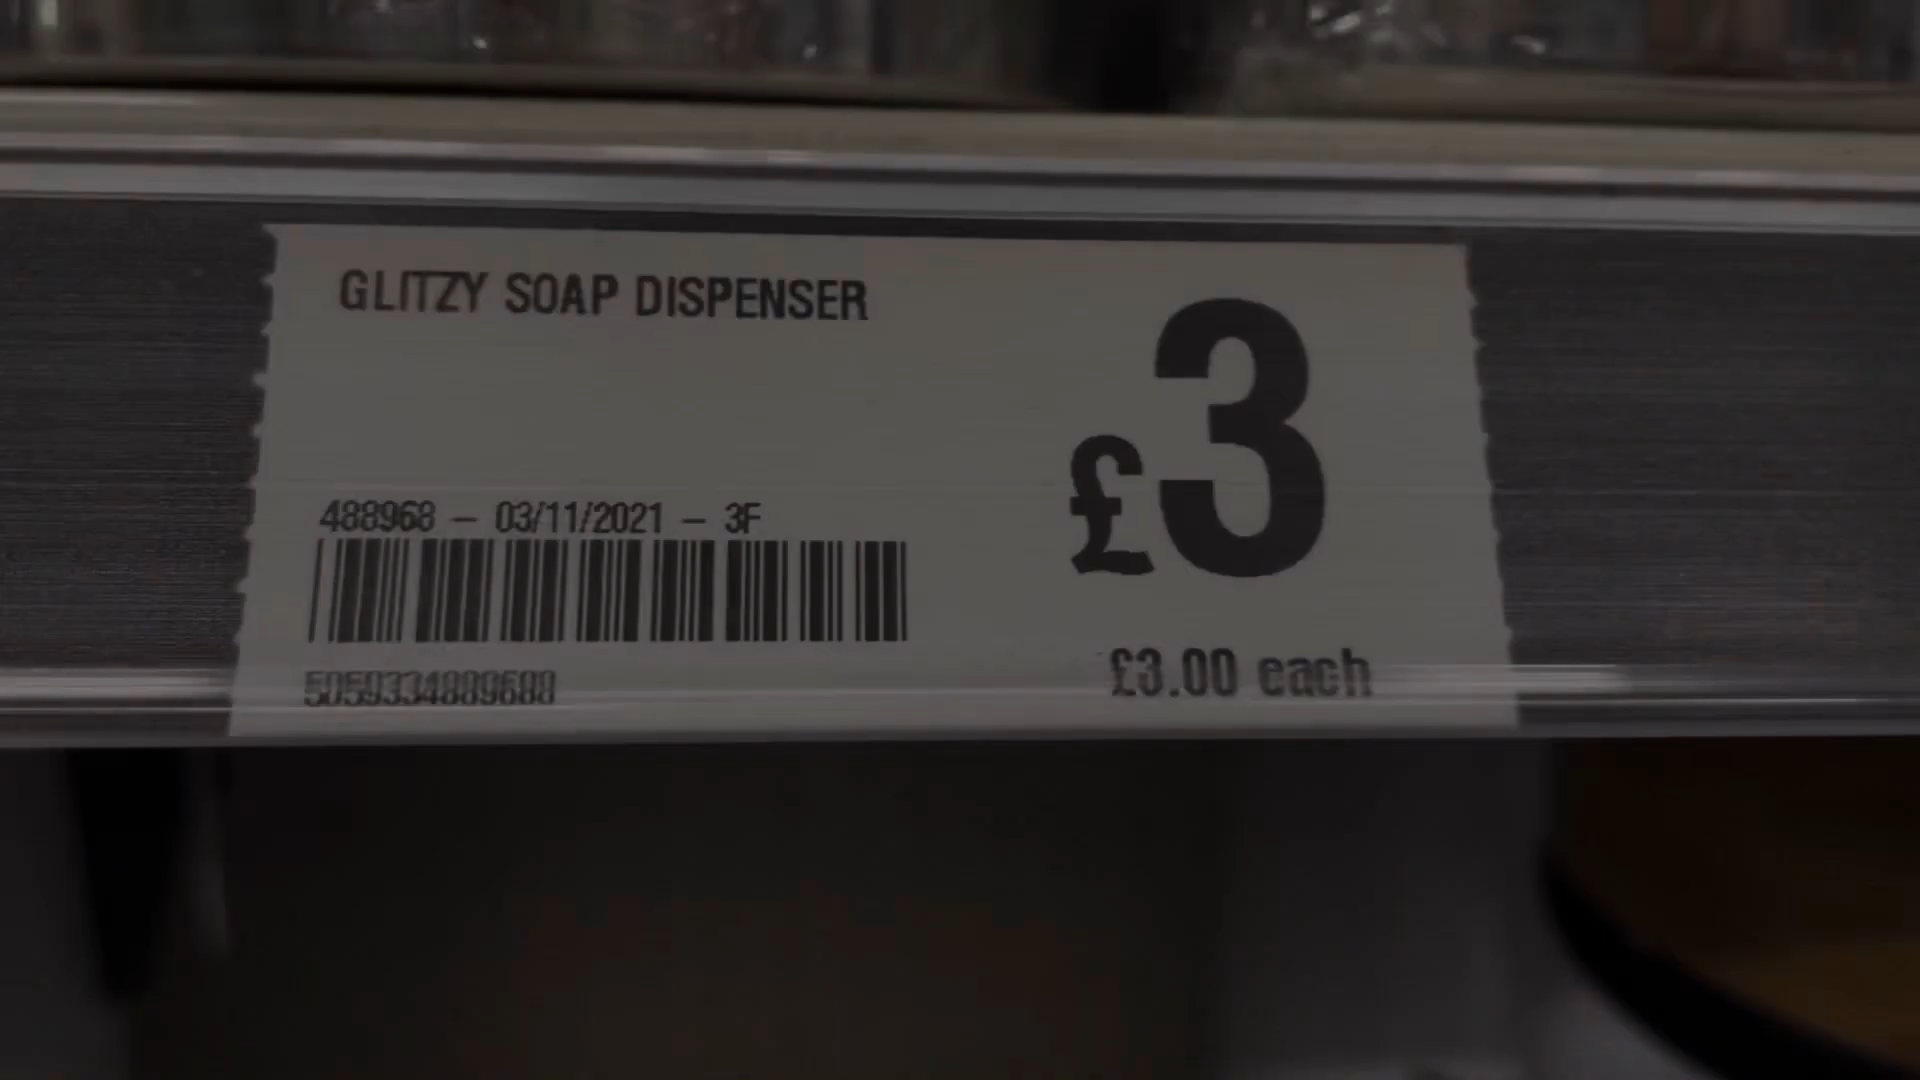 GLITZY SOAP DISPENSER
£3
488968 – 03/11/2021 – 3F
5059334889688
£3.00 each